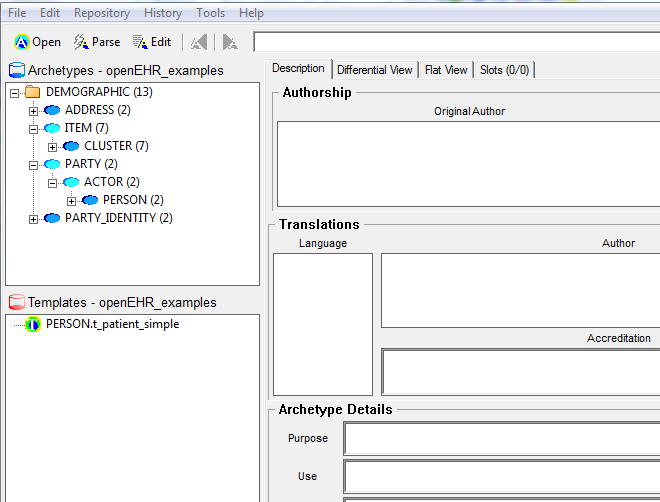 File Edit Repository History Tools Help
Open Parse Edit
Archetypes - openEHR_examples
DEMOGRAPHIC (13)
ADDRESS (2)
ITEM (7)
CLUSTER (7)
PARTY (2)
ACTOR (2)
PERSON (2)
PARTY_IDENTITY (2)
Templates - openEHR_examples
PERSON.t_patient_simple
Description Differential View Flat View Slots (0/0)
Authorship
Original Author
Translations
Language Author
Accreditation
Archetype Details
Purpose
Use